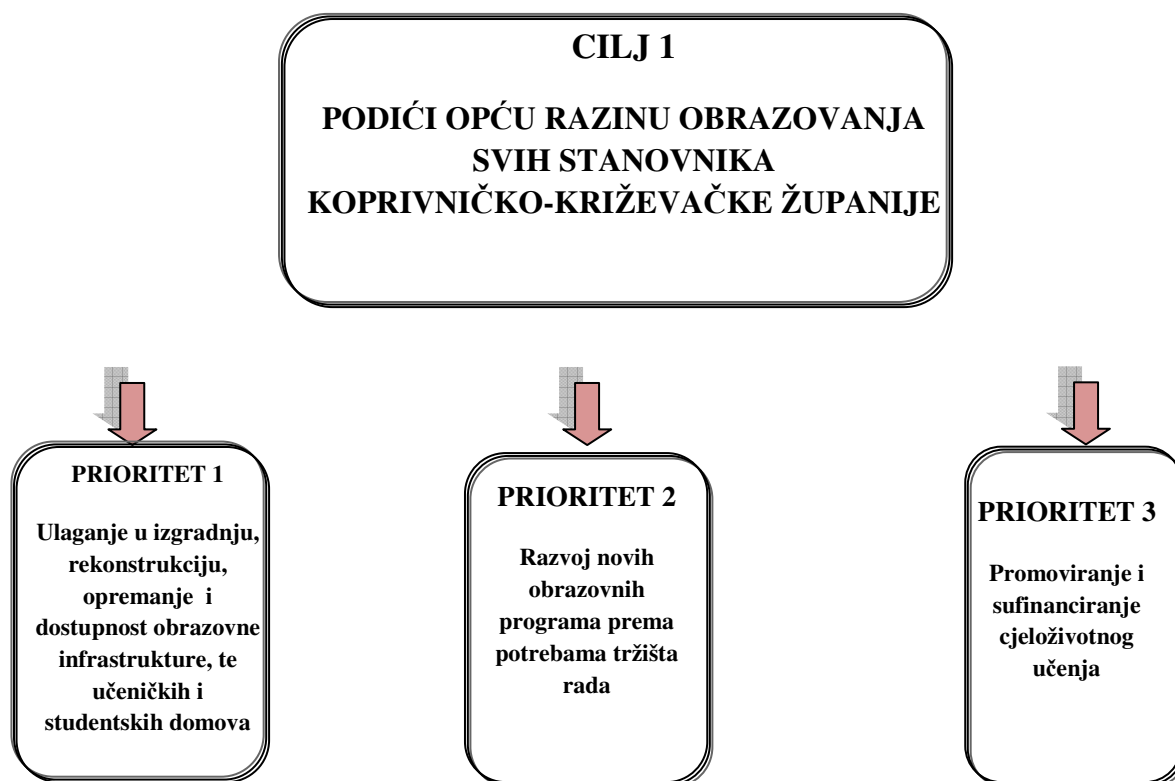 CILJ 1
PODIĆI OPĆU RAZINU OBRAZOVANJA
SVIH STANOVNIKA
KOPRIVNIČKO-KRIŽEVAČKE ŽUPANIJE
PRIORITET 1
Ulaganje u izgradnju,
rekonstrukciju,
opremanje i
dostupnost obrazovne
infrastrukture, te
učeničkih i
studentskih domova
PRIORITET 2
Razvoj novih
obrazovnih
programa prema
potrebama tržišta
rada
PRIORITET 3
Promoviranje i
sufinanciranje
cjeloživotnog
učenja